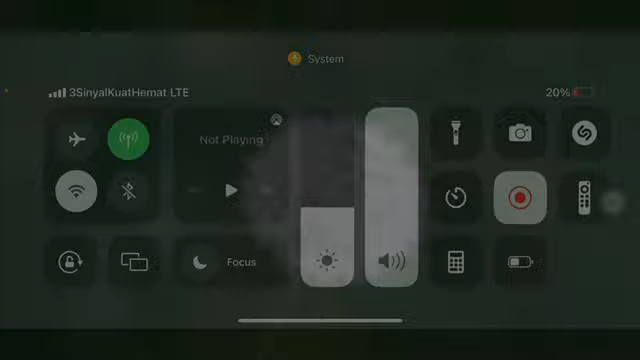 System
3SinyalKuatHemat LTE
20%
Not Playing
Focus